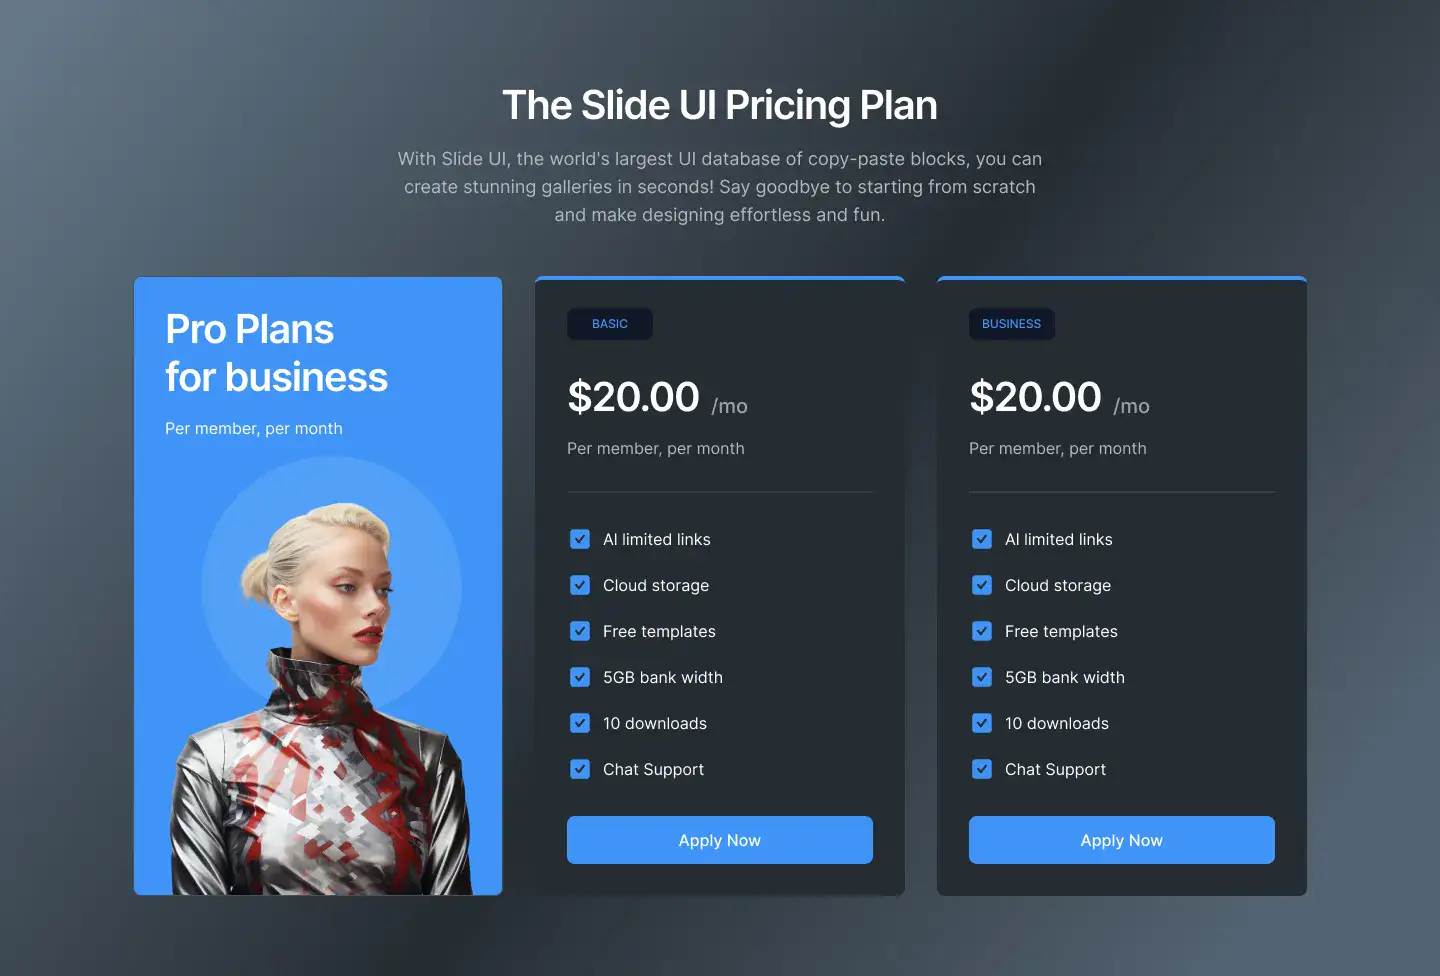 The Slide UI Pricing Plan
With Slide UI, the world's largest UI database of copy-paste blocks, you can
create stunning galleries in seconds! Say goodbye to starting from scratch
and make designing effortless and fun.
Pro Plans
for business
Per member, per month
BASIC
$20.00 /mo
Per member, per month
Al limited links
Cloud storage
Free templates
5GB bank width
10 downloads
Chat Support
Apply Now
BUSINESS
$20.00 /mo
Per member, per month
Al limited links
Cloud storage
Free templates
5GB bank width
10 downloads
Chat Support
Apply Now